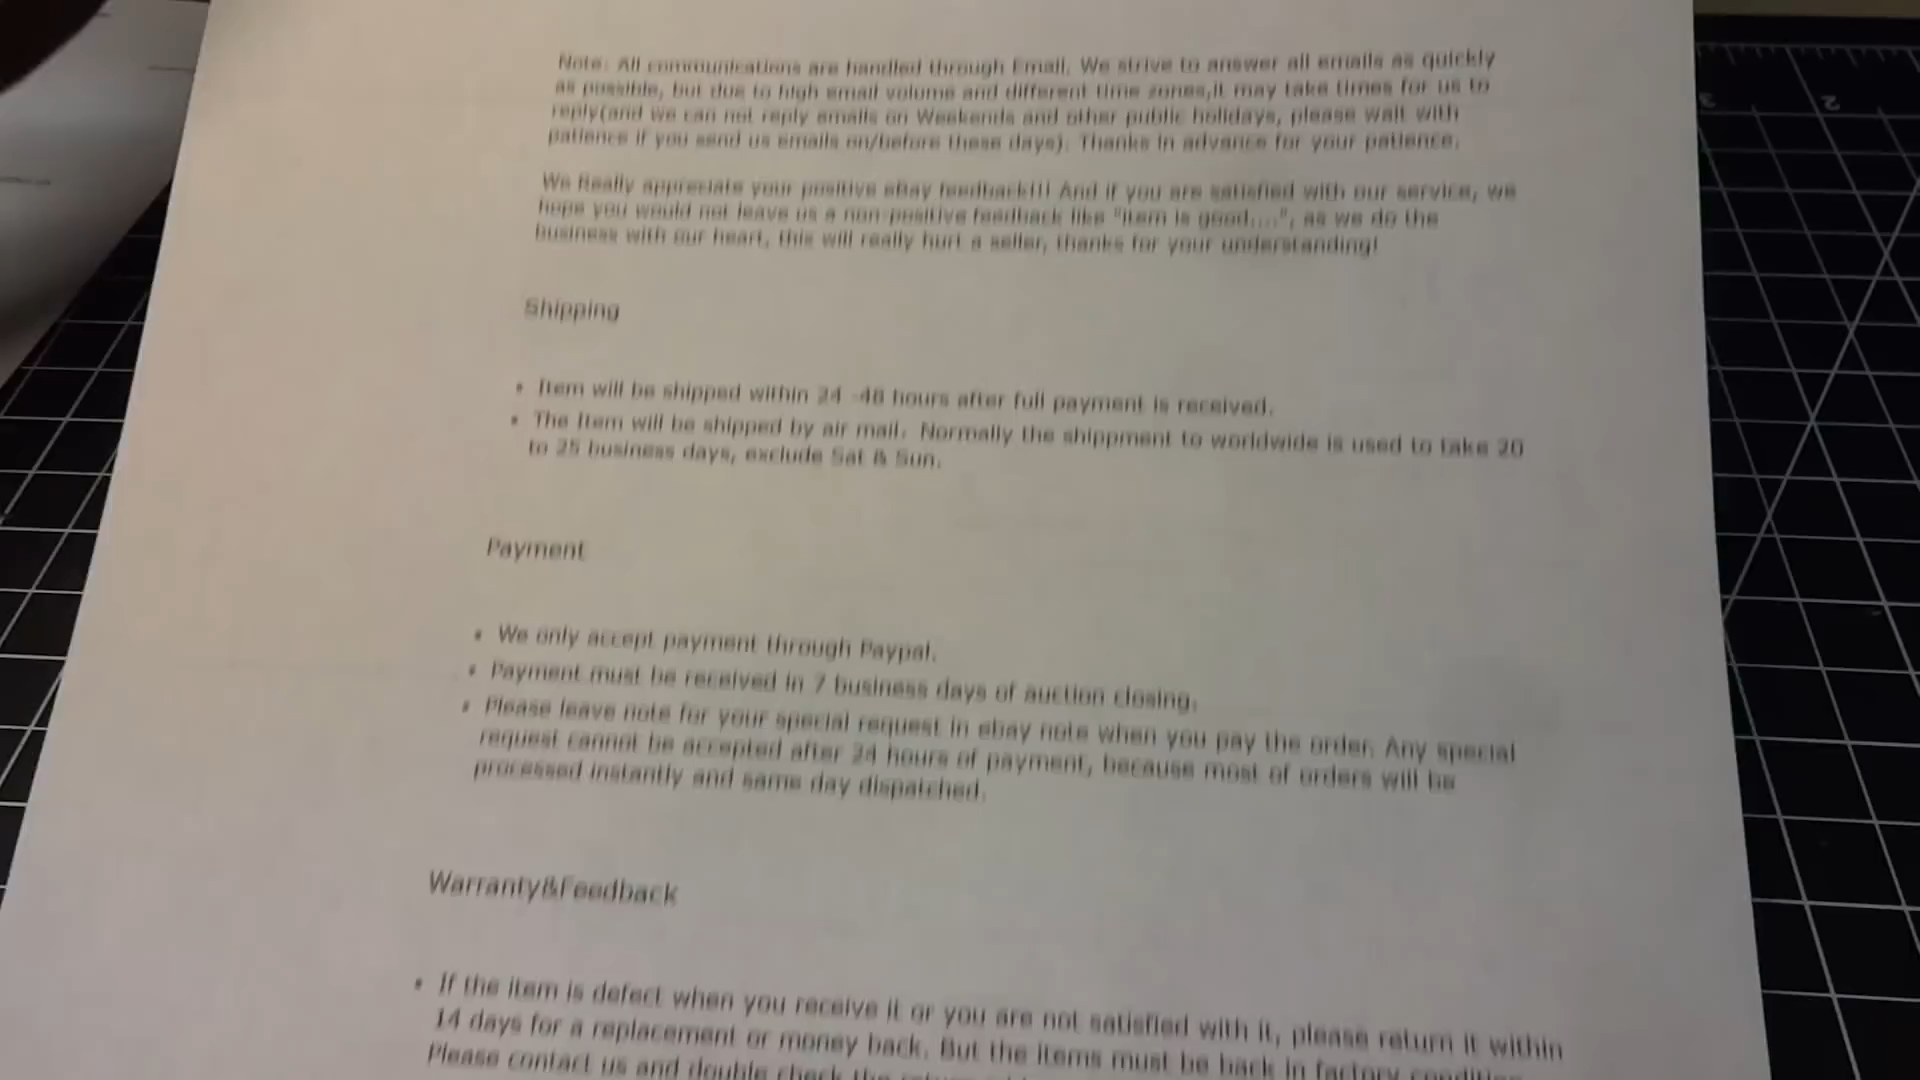 Note: All communications are handled through Email. We strive to answer all emails as quickly
as possible, but due to high email volume and different time zones,it may take times for us to
reply(and we can not reply emails on Weekends and other public holidays, please wait with
patience if you send us emails on/before these days). Thanks in advance for your patience.
We Really appreciate your positive eBay feedback!!! And if you are satisfied with our service, we
hope you would not leave us a non-positive feedback like "item is good....", as we do the
business with our heart, this will really hurt a seller, thanks for your understanding!
Shipping
• Item will be shipped within 24 -48 hours after full payment is received.
• The Item will be shipped by air mail. Normally the shippment to worldwide is used to take 20
to 25 business days, exclude Sat & Sun.
Payment
• We only accept payment through Paypal.
• Payment must be received in 7 business days of auction closing.
• Please leave note for your special request in ebay note when you pay the order. Any special
request cannot be accepted after 24 hours of payment, because most of orders will be
processed instantly and same day dispatched.
Warranty&Feedback
• If the item is defect when you receive it or you are not satisfied with it, please return it within
14 days for a replacement or money back. But the items must be back in factory condition
Please contact us and double check the
3 2